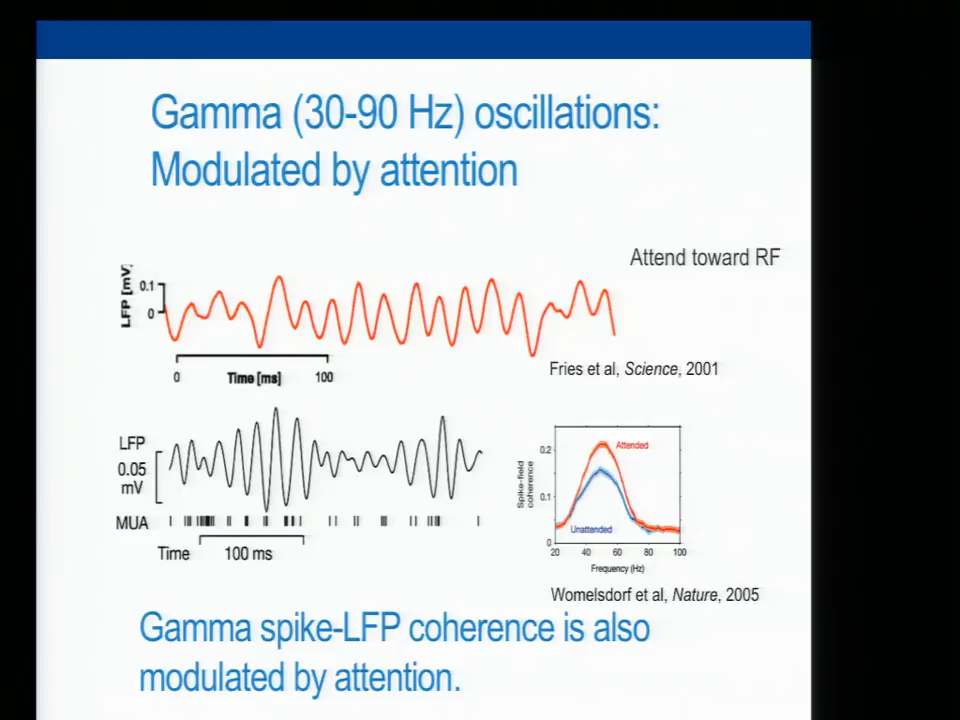 Gamma (30-90 Hz) oscillations:
Modulated by attention
Attend toward RF
LFP [mV]
0.1
0
0
Time [ms]
100
Fries et al, Science, 2001
LFP
0.05
mV
MUA
Time
100 ms
Spike-field
coherence
0.2
0.1
0
Attended
Unattended
20
40
60
80
100
Frequency (Hz)
Womelsdorf et al, Nature, 2005
Gamma spike-LFP coherence is also
modulated by attention.